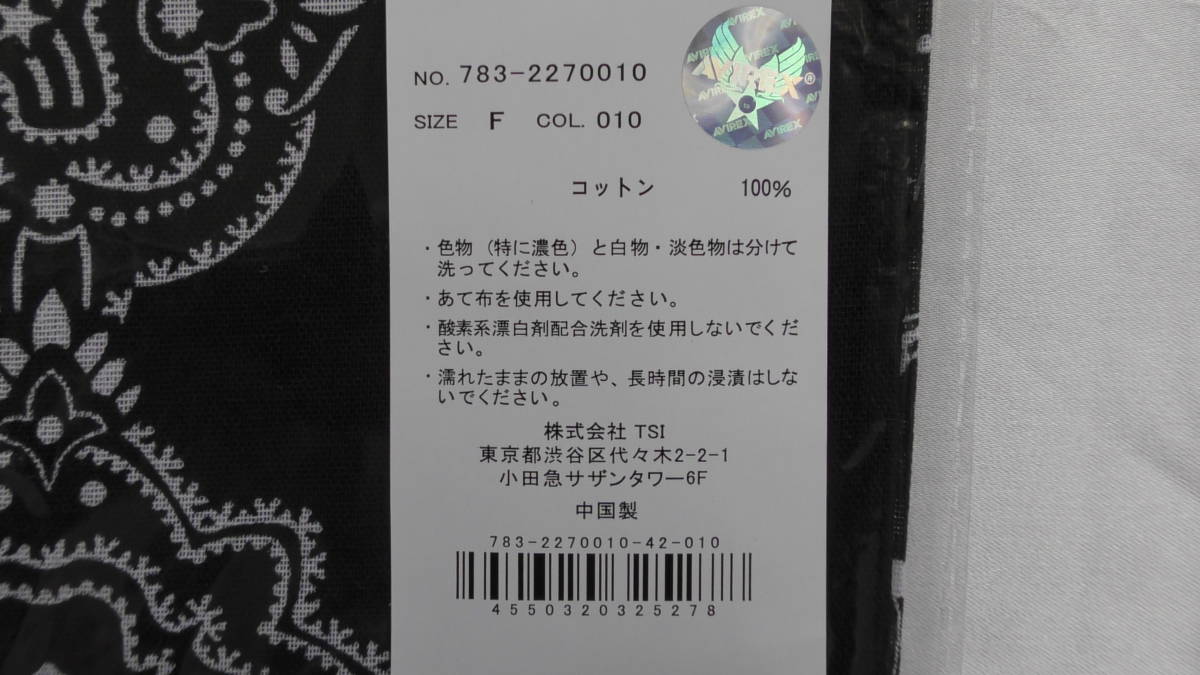 NO. 783-2270010
SIZE F COL. 010
AVIREX
コットン 100%
・色物（特に濃色）と白物・淡色物は分けて
洗ってください。
・あて布を使用してください。
・酸素系漂白剤配合洗剤を使用しないでくだ
さい。
・濡れたままの放置や、長時間の浸漬はしな
いでください。
株式会社 TSI
東京都渋谷区代々木2-2-1
小田急サザンタワー6F
中国製
783-2270010-42-010
4550320325278